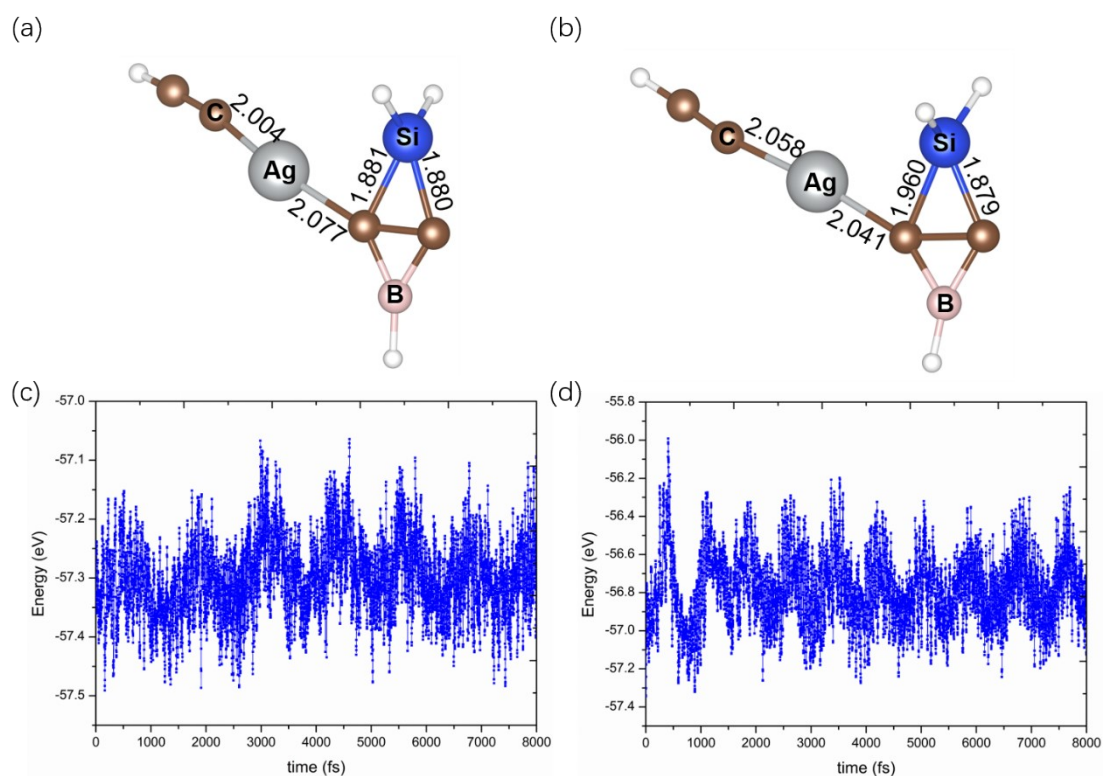 (a)
(b)
C
2.004
Ag
2.077
1.881
Si
1.880
B
C
2.058
Ag
2.041
1.960
Si
1.879
B
(c)
(d)
-57.0
-57.1
-57.2
-57.3
-57.4
-57.5
Energy (eV)
0 1000 2000 3000 4000 5000 6000 7000 8000
time (fs)
-55.8
-56.0
-56.2
-56.4
-56.6
-56.8
-57.0
-57.2
-57.4
Energy (eV)
0 1000 2000 3000 4000 5000 6000 7000 8000
time (fs)